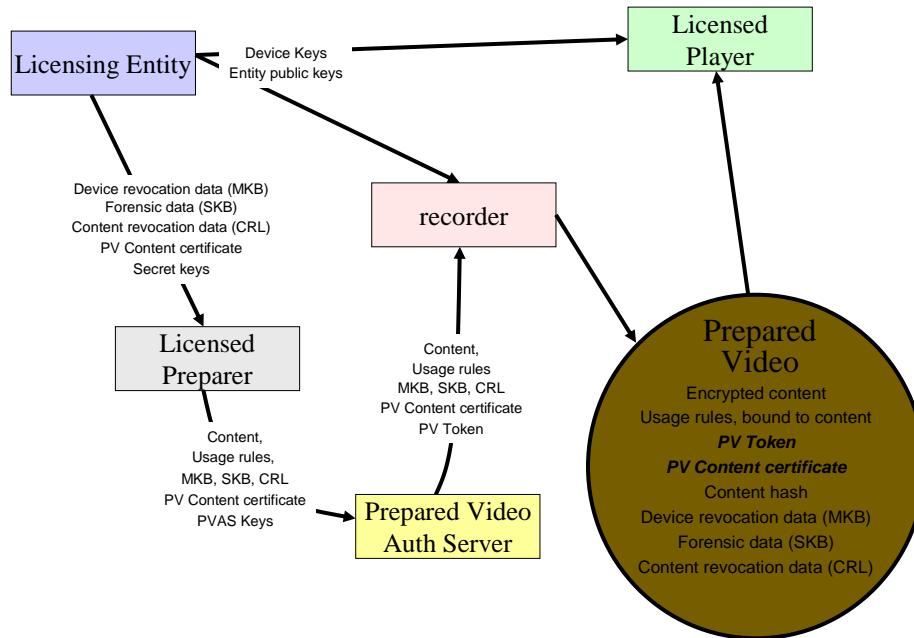 Licensing Entity
Device Keys
Entity public keys
Licensed
Player
Device revocation data (MKB)
Forensic data (SKB)
Content revocation data (CRL)
PV Content certificate
Secret keys
recorder
Licensed
Preparer
Content,
Usage rules
MKB, SKB, CRL
PV Content certificate
PV Token
Content,
Usage rules,
MKB, SKB, CRL
PV Content certificate
PVAS Keys
Prepared Video
Auth Server
Prepared
Video
Encrypted content
Usage rules, bound to content
PV Token
PV Content certificate
Content hash
Device revocation data (MKB)
Forensic data (SKB)
Content revocation data (CRL)